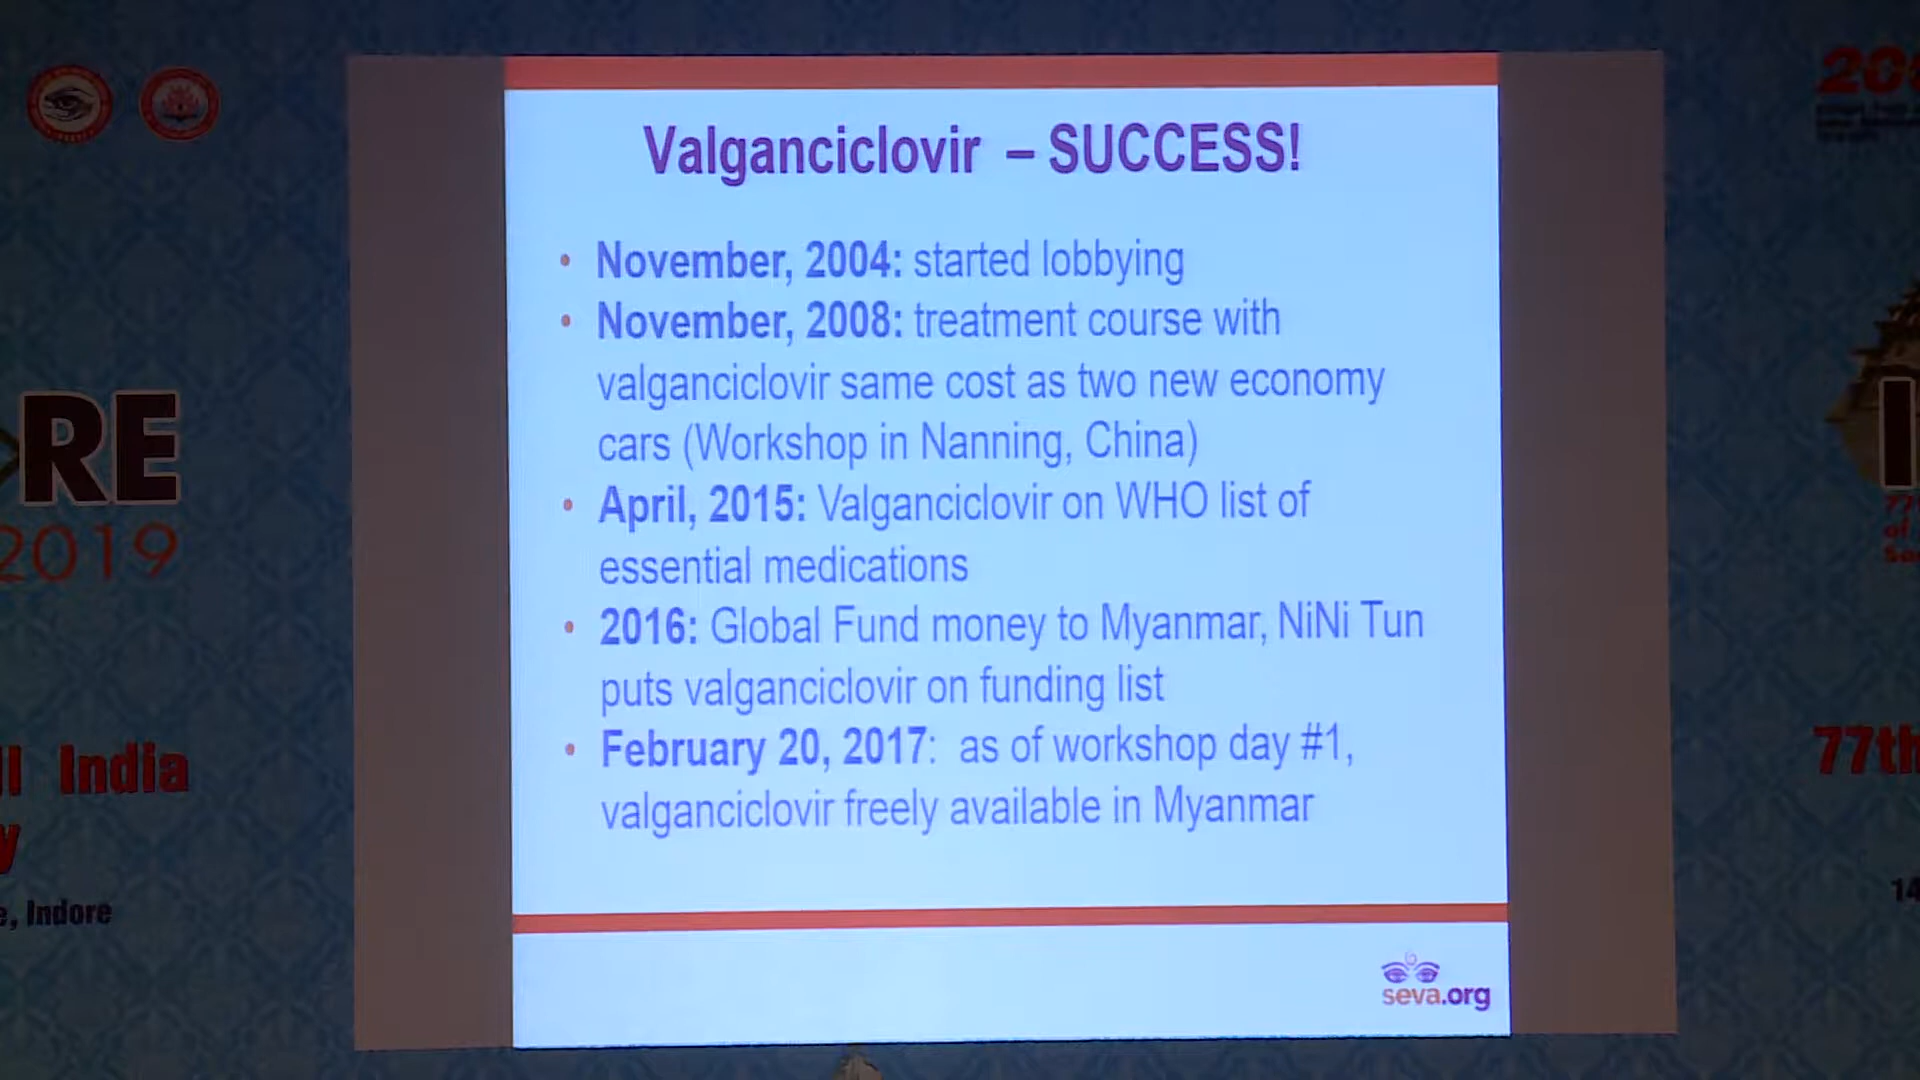 Valganciclovir – SUCCESS!
• November, 2004: started lobbying
• November, 2008: treatment course with
valganciclovir same cost as two new economy
cars (Workshop in Nanning, China)
• April, 2015: Valganciclovir on WHO list of
essential medications
• 2016: Global Fund money to Myanmar, NiNi Tun
puts valganciclovir on funding list
• February 20, 2017: as of workshop day #1,
valganciclovir freely available in Myanmar
seva.org
RE
2019
India
, Indore
77th
14